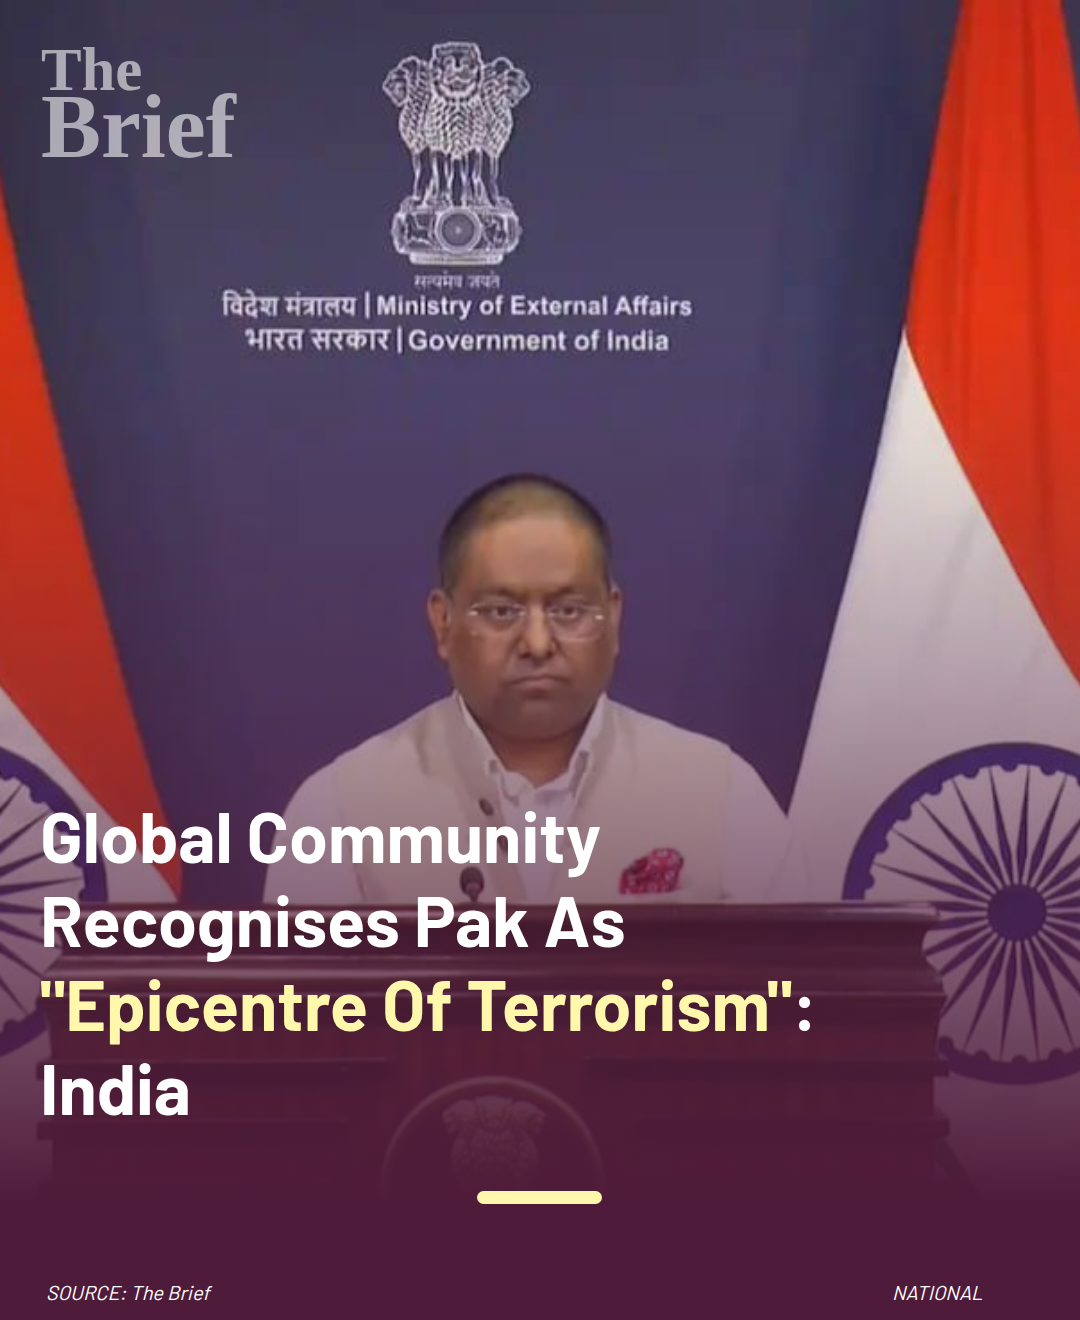 The
Brief
सत्यमेव जयते
विदेश मंत्रालय | Ministry of External Affairs
भारत सरकार | Government of India
Global Community
Recognises Pak As
"Epicentre Of Terrorism":
India
SOURCE: The Brief
NATIONAL